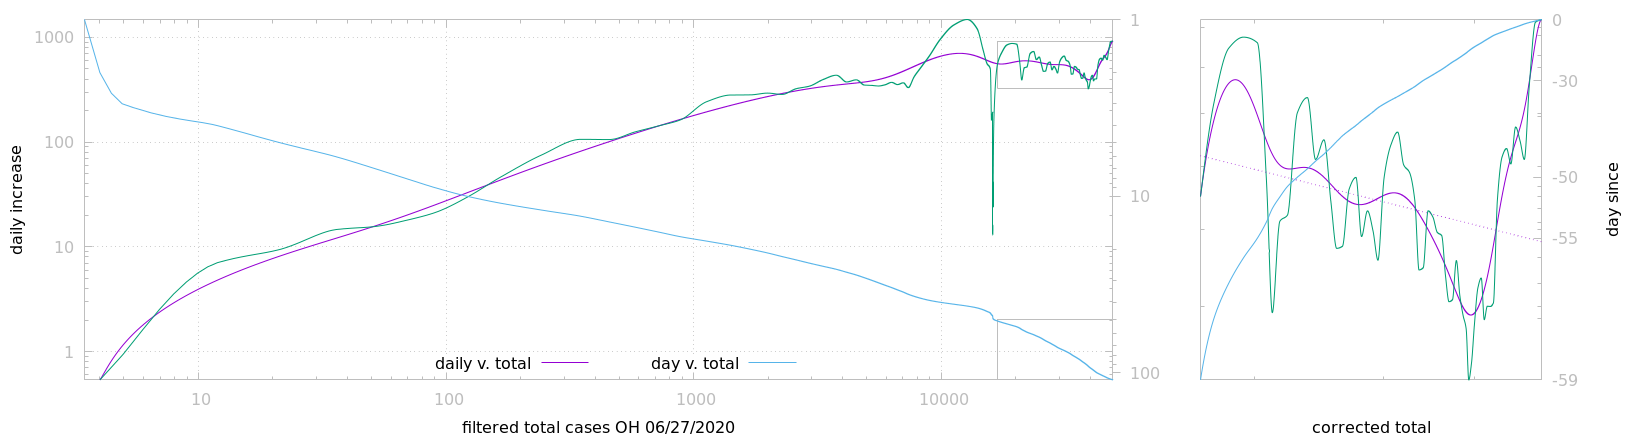 daily increase
1000
100
10
1
10
100
1000
10000
filtered total cases OH 06/27/2020
daily v. total
day v. total
1
10
100
corrected total
0
-30
-50
-55
-59
day since